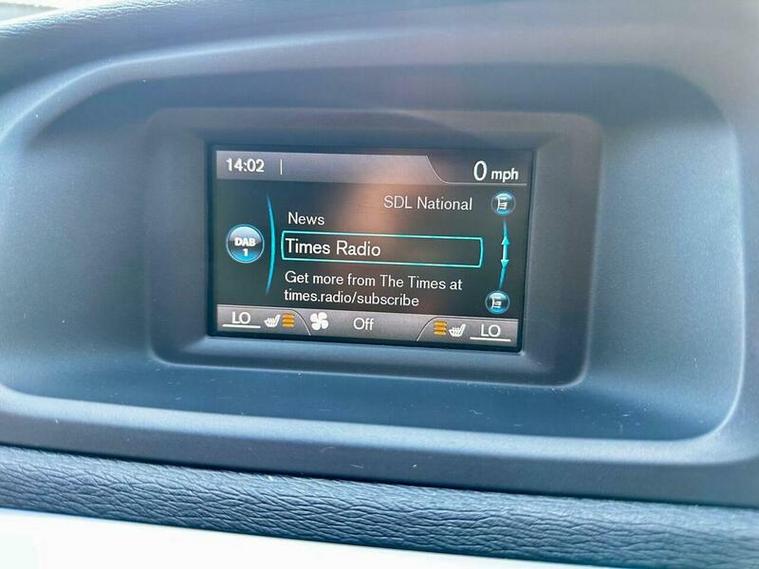 14:02
0 mph
SDL National
News
DAB
1
Times Radio
Get more from The Times at
times.radio/subscribe
LO Off LO